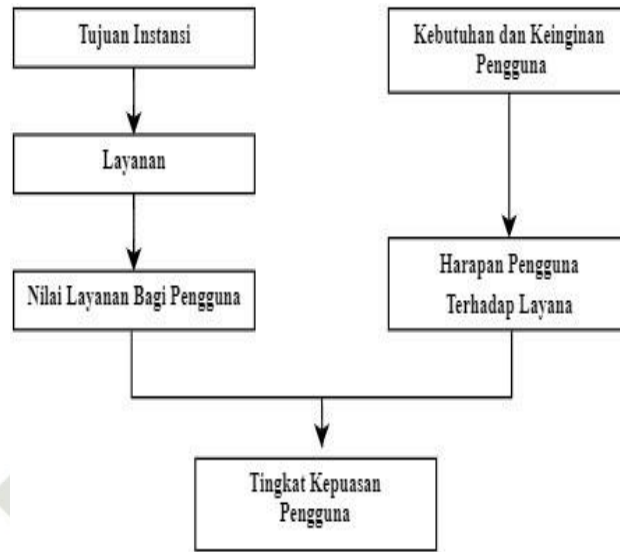 Tujuan Instansi
Kebutuhan dan Keinginan
Pengguna
Layanan
Nilai Layanan Bagi Pengguna
Harapan Pengguna
Terhadap Layana
Tingkat Kepuasan
Pengguna